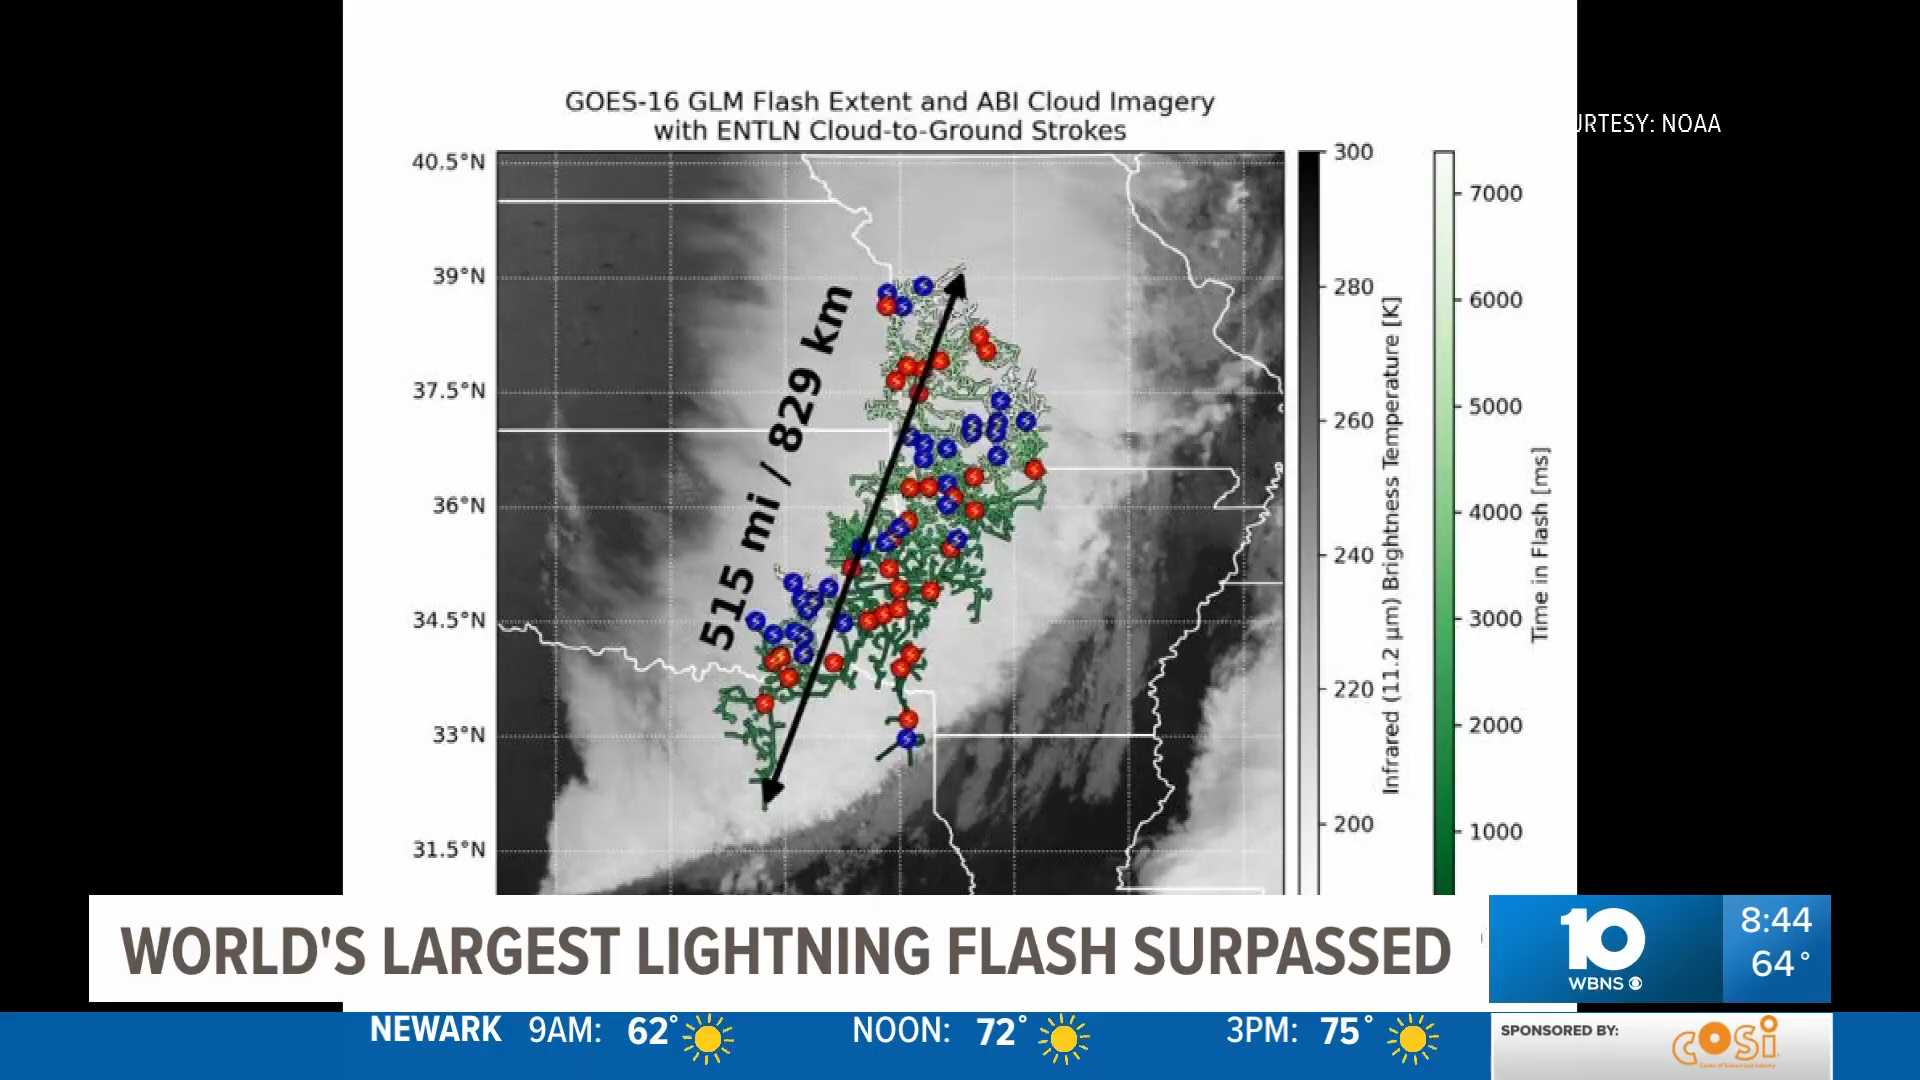 GOES-16 GLM Flash Extent and ABI Cloud Imagery
with ENTLN Cloud-to-Ground Strokes
URTESY: NOAA
40.5°N
39°N
37.5°N
36°N
34.5°N
33°N
31.5°N
515 mi / 829 km
300
280
260
240
220
200
Infrared (11.2 µm) Brightness Temperature [K]
7000
6000
5000
4000
3000
2000
1000
Time in Flash [ms]
WORLD'S LARGEST LIGHTNING FLASH SURPASSED
10
WBNS
8:44
64°
NEWARK 9AM: 62° NOON: 72° 3PM: 75°
SPONSORED BY:
COSI